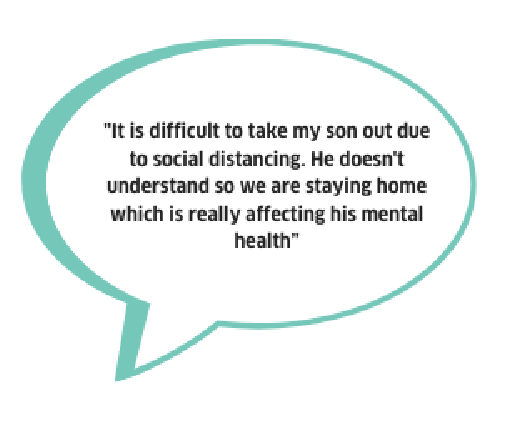 "It is difficult to take my son out due
to social distancing. He doesn't
understand so we are staying home
which is really affecting his mental
health"